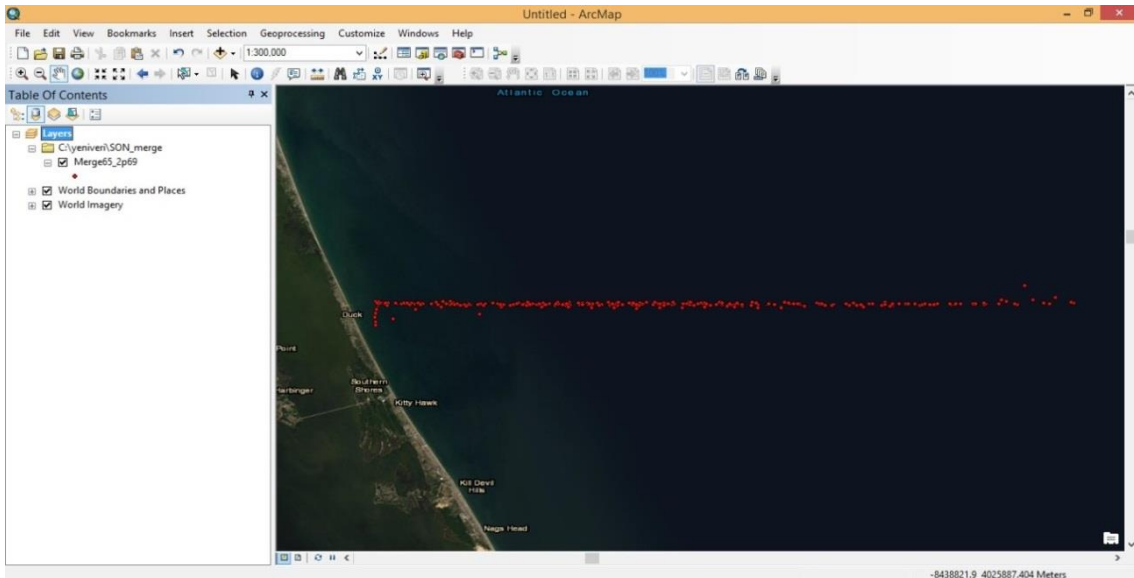 Untitled - ArcMap
File Edit View Bookmarks Insert Selection Geoprocessing Customize Windows Help
1:300,000
Table Of Contents
Layers
C:\yeniveri\SON_merge
Merge65_2p69
World Boundaries and Places
World Imagery
Atlantic Ocean
Duck
Point
Harbinger
Southern
Shores
Kitty Hawk
Kill Devil
Hills
Nags Head
-8438821,9 4025887,404 Meters